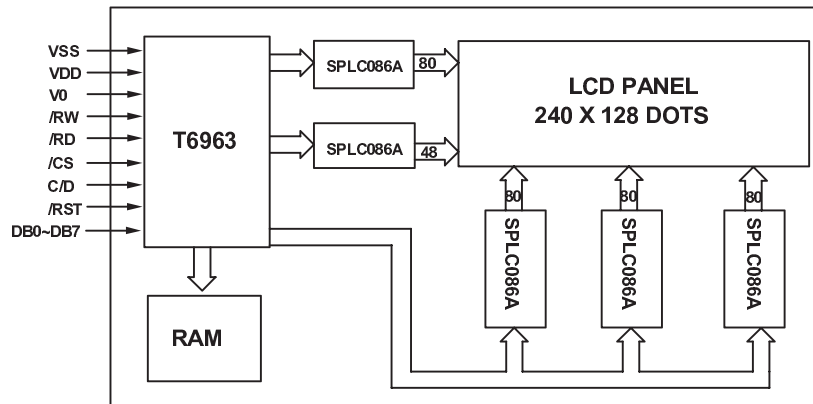 VSS
VDD
V0
/RW
/RD
/CS
C/D
/RST
DB0~DB7
T6963
RAM
SPLC086A
80
SPLC086A
48
LCD PANEL
240 X 128 DOTS
80
80
80
SPLC086A
SPLC086A
SPLC086A